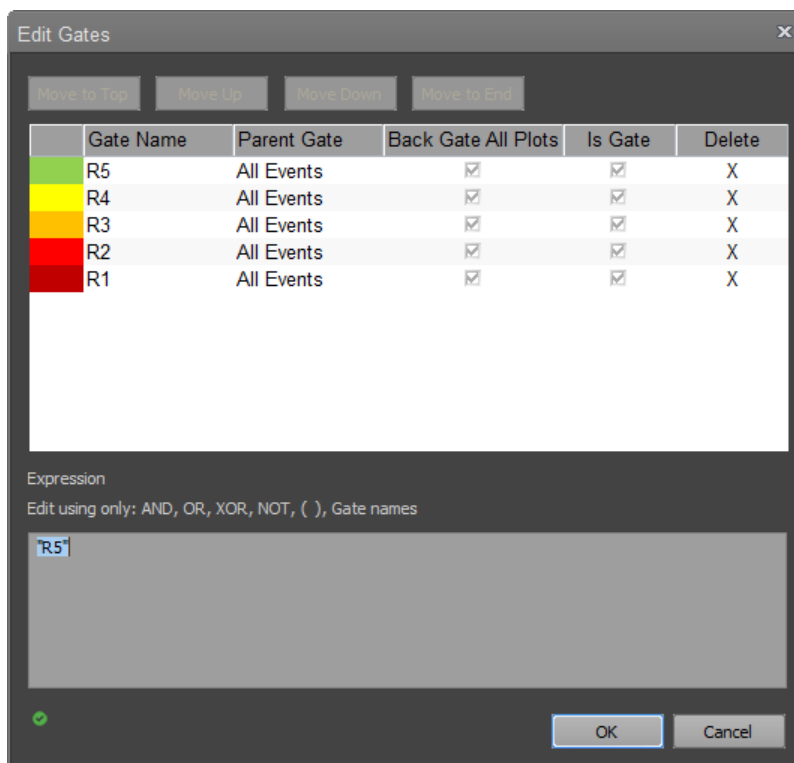 Edit Gates
Move to Top Move Up Move Down Move to End
Gate Name Parent Gate Back Gate All Plots Is Gate Delete
R5 All Events X
R4 All Events X
R3 All Events X
R2 All Events X
R1 All Events X
Expression
Edit using only: AND, OR, XOR, NOT, ( ), Gate names
"R5"
OK Cancel